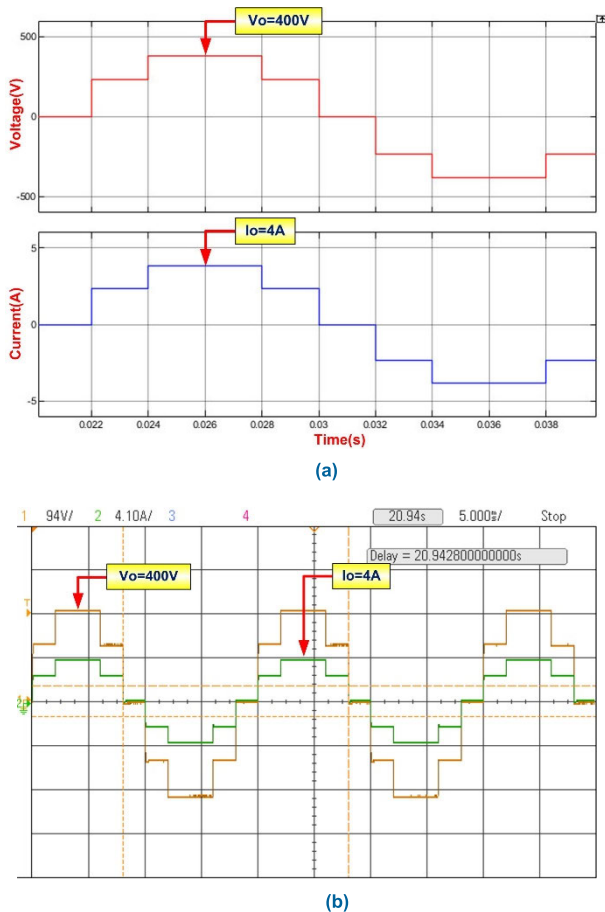 Vo=400V
500
0
-500
Voltage(V)
Io=4A
5
0
-5
Current(A)
0.022 0.024 0.026 0.028 0.03 0.032 0.034 0.036 0.038
Time(s)
(a)
1 94V/ 2 4.10A/ 3 4 20.94s 5.000 Stop
Delay = 20.942800000000s
Vo=400V
Io=4A
T
(b)